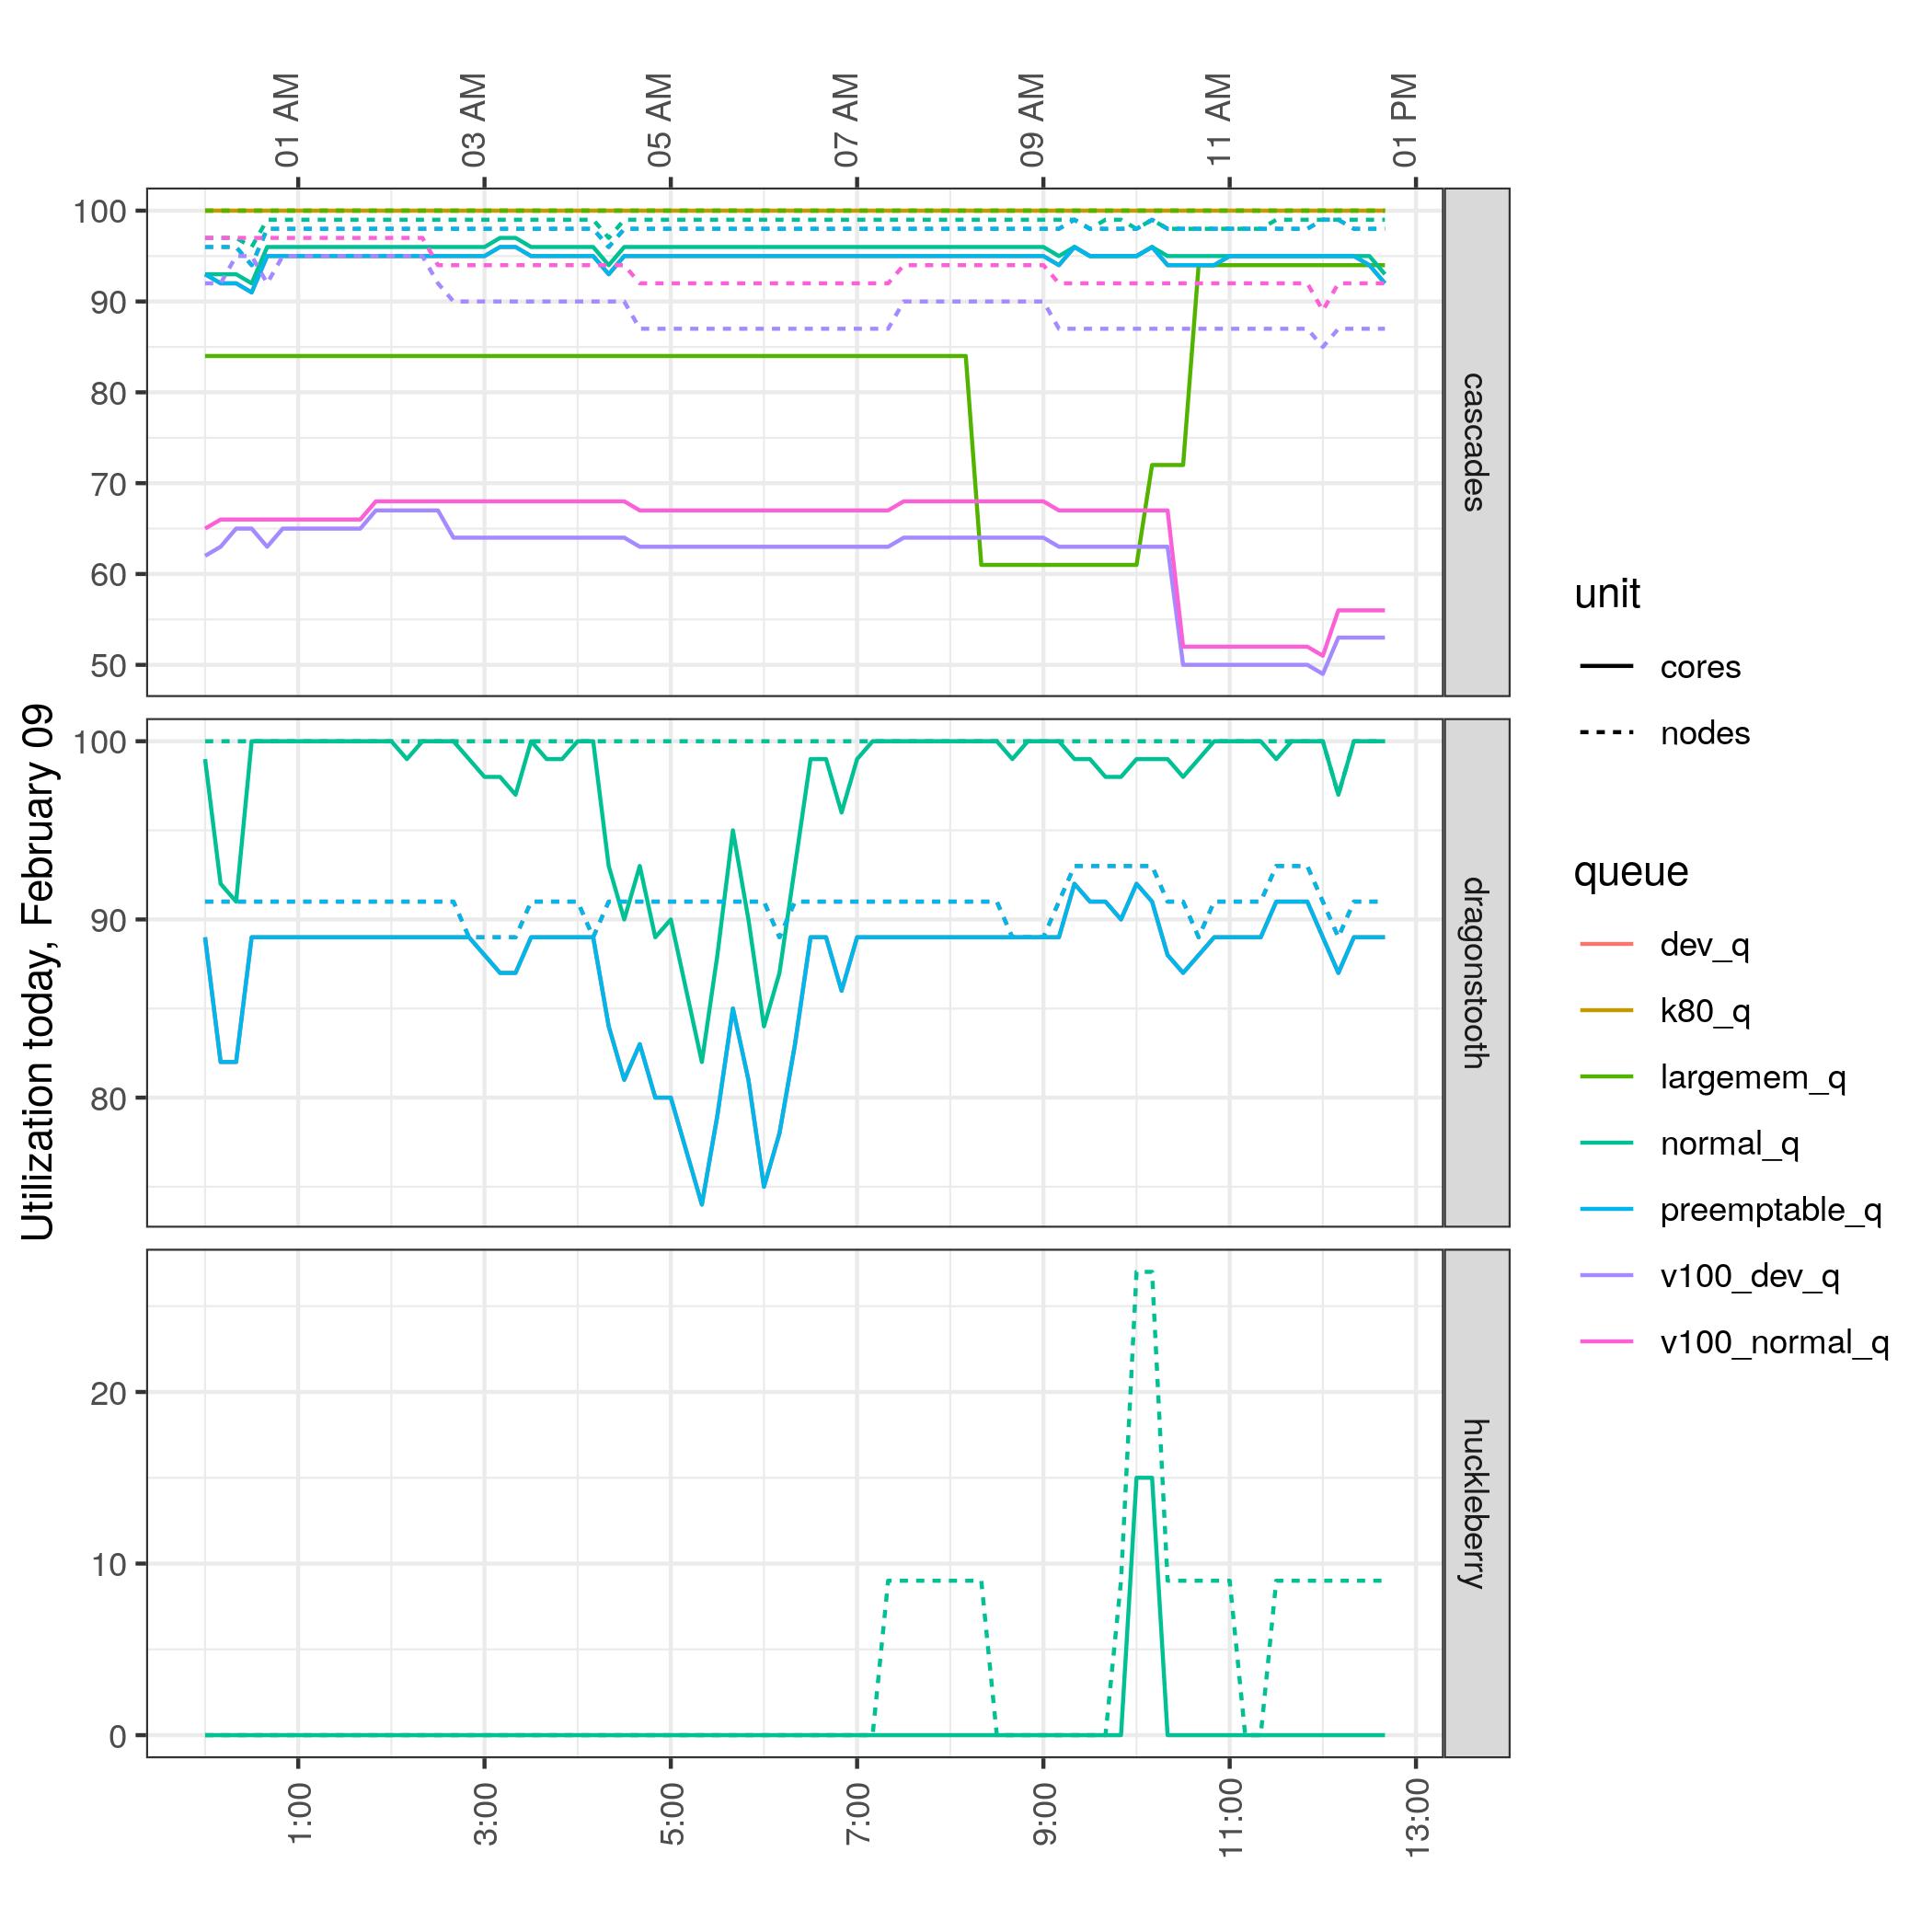 01 AM
03 AM
05 AM
07 AM
09 AM
11 AM
01 PM
Utilization today, February 09
100
90
80
70
60
50
cascades
100
90
80
dragonstooth
20
10
0
huckleberry
1:00
3:00
5:00
7:00
9:00
11:00
13:00
unit
cores
nodes
queue
dev_q
k80_q
largemem_q
normal_q
preemptable_q
v100_dev_q
v100_normal_q